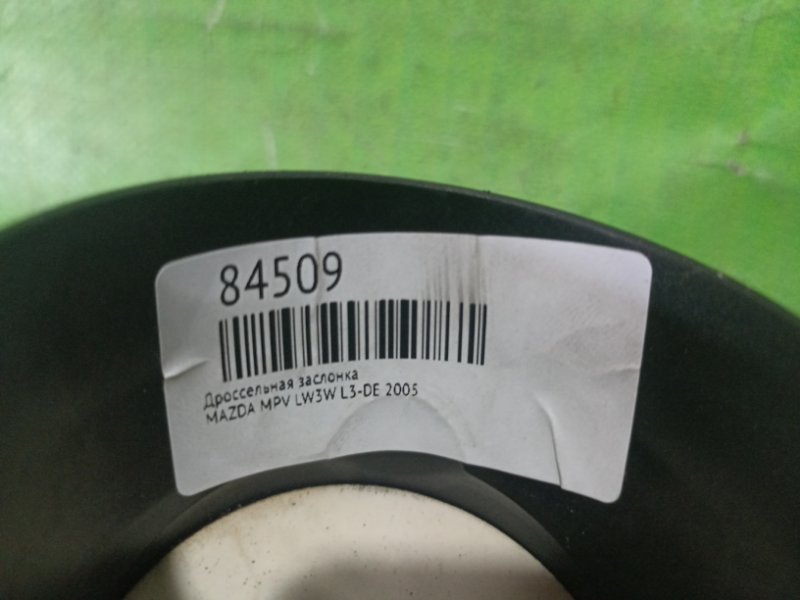 84509
Дроссельная заслонка
MAZDA MPV LW3W L3-DE 2005